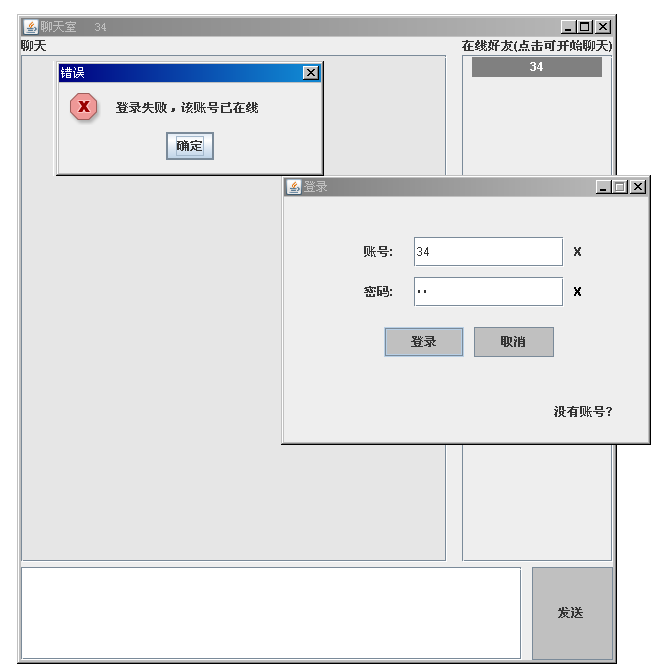 聊天室 34
聊天
在线好友(点击可开始聊天)
34
错误
登录失败，该账号已在线
确定
登录
账号: 34 X
密码: •• X
登录 取消
没有账号?
发送